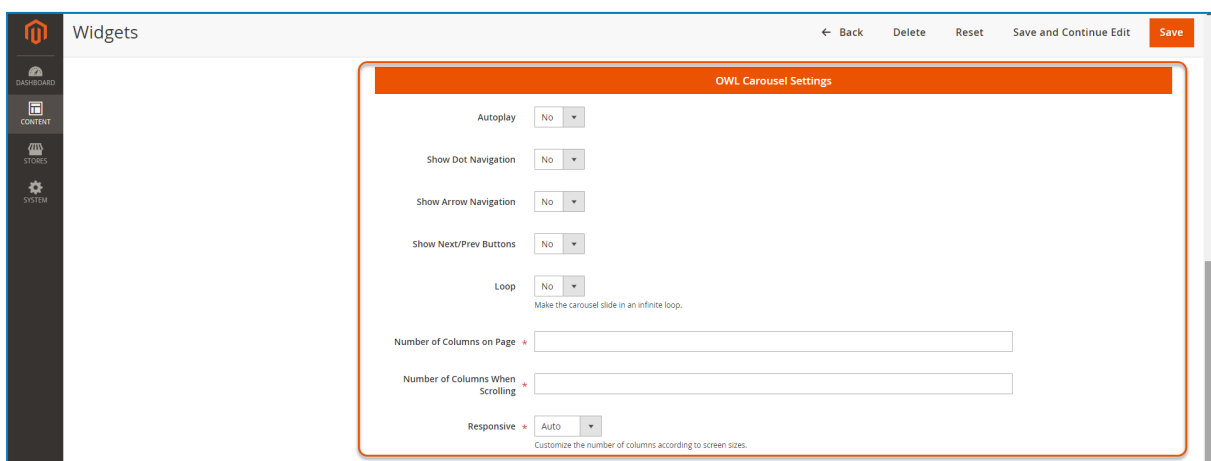 Widgets
← Back Delete Reset Save and Continue Edit Save
DASHBOARD
CONTENT
STORES
SYSTEM
OWL Carousel Settings
Autoplay No
Show Dot Navigation No
Show Arrow Navigation No
Show Next/Prev Buttons No
Loop No
Make the carousel slide in an infinite loop.
Number of Columns on Page *
Number of Columns When
Scrolling *
Responsive * Auto
Customize the number of columns according to screen sizes.